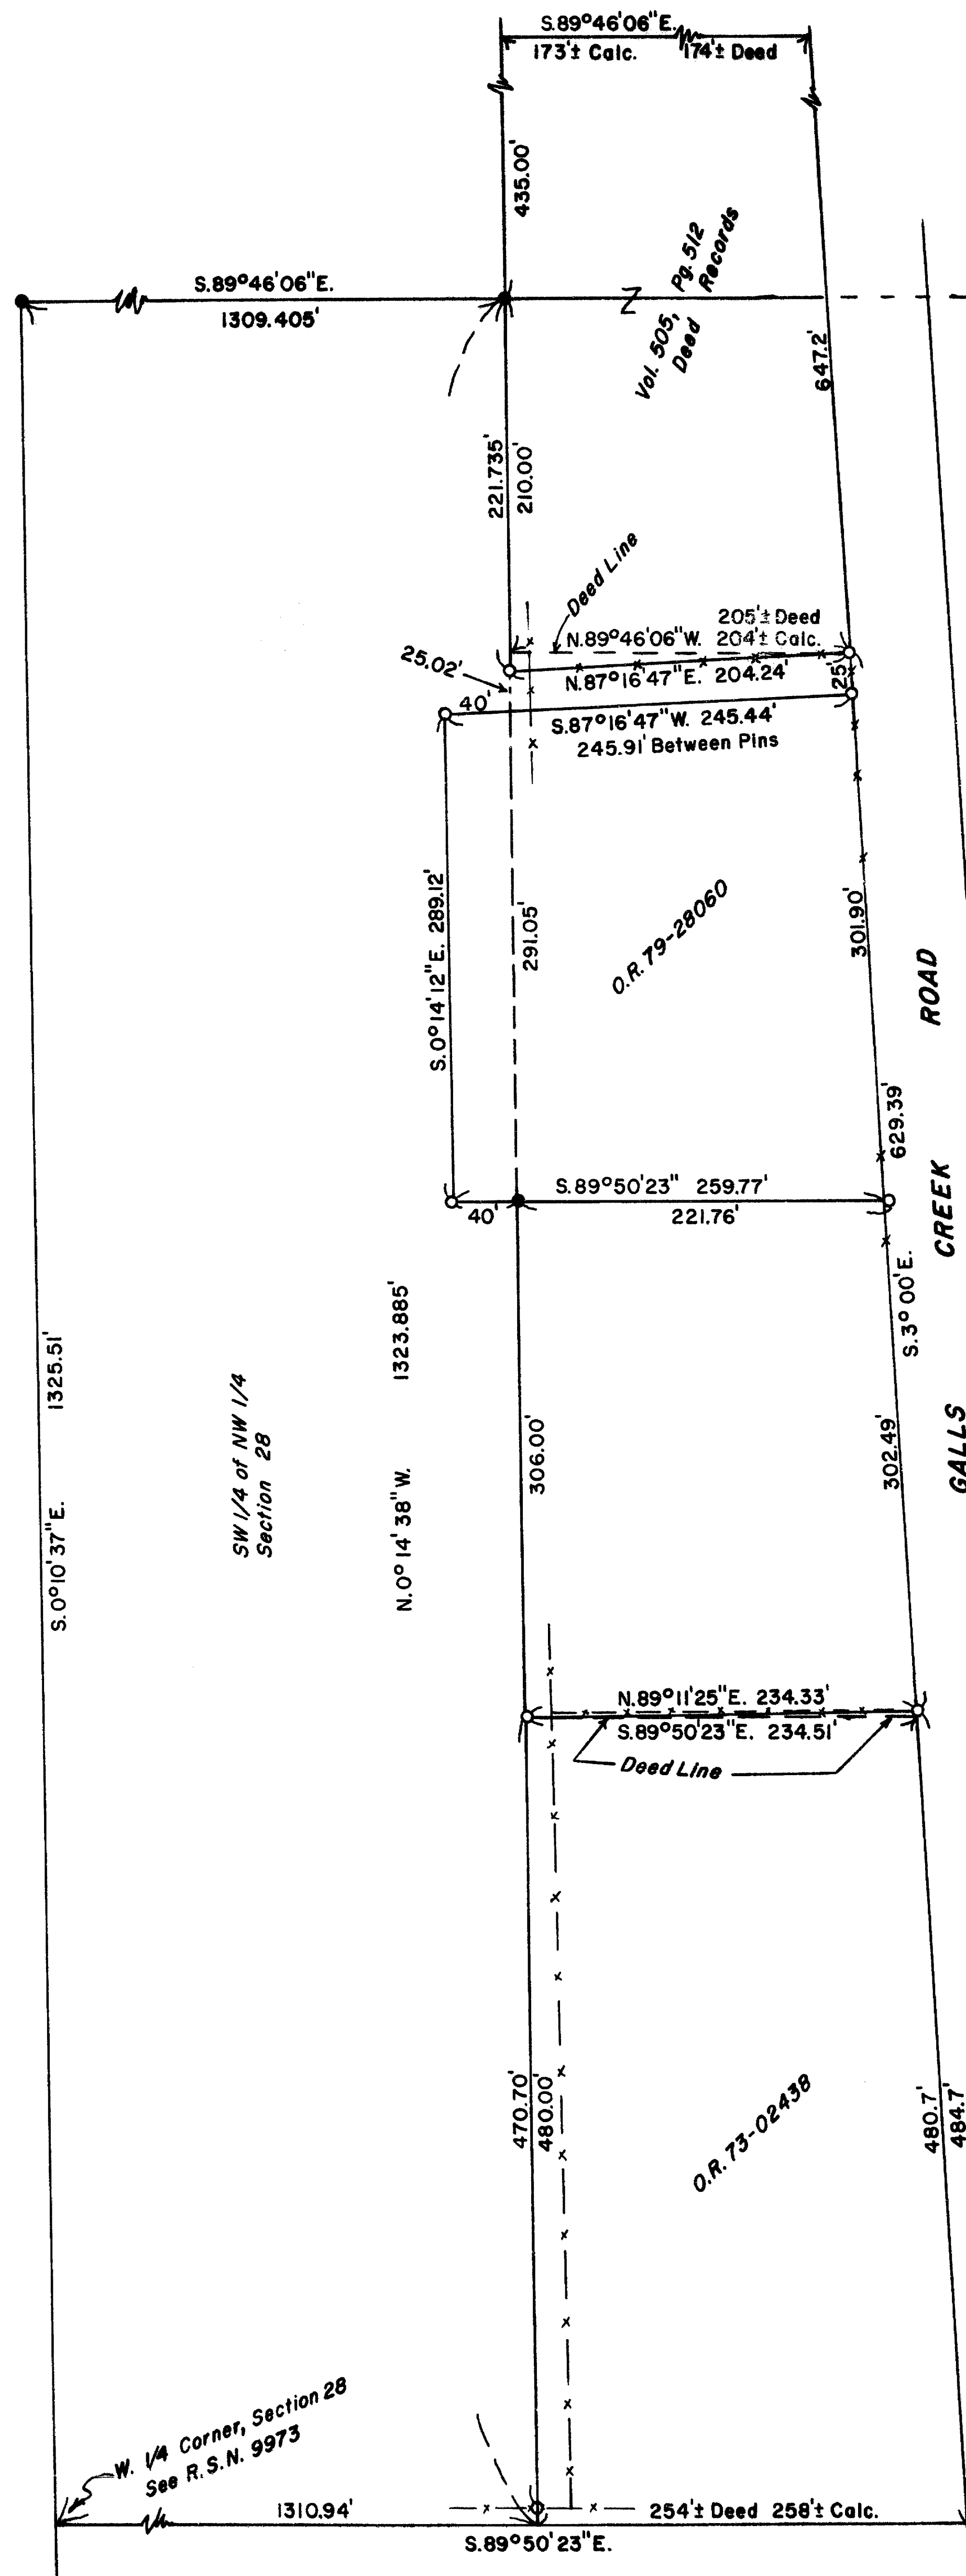 S.89°46'06"E.
173'± Calc. 174'± Deed
435.00'
Vol. 505, Pg. 512
Deed Records
S.89°46'06"E.
1309.405'
647.2'
221.735'
210.00'
Deed Line
205'± Deed
N.89°46'06"W. 204'± Calc.
25.02'
N.87°16'47"E. 204.24'
25'
40'
S.87°16'47"W. 245.44'
245.91' Between Pins
S.0°14'12"E. 289.12'
291.05'
O.R. 79-28060
301.90'
GALLS CREEK ROAD
629.39'
S.89°50'23" 259.77'
40'
221.76'
S.3°00'E.
S.0°10'37"E. 1325.51'
SW 1/4 of NW 1/4
Section 28
N.0°14'38"W. 1323.885'
306.00'
302.49'
N.89°11'25"E. 234.33'
S.89°50'23"E. 234.51'
Deed Line
470.70'
480.00'
O.R. 73-02438
480.7'
484.7'
W. 1/4 Corner, Section 28
See R.S.N. 9973
1310.94'
254'± Deed 258'± Calc.
S.89°50'23"E.